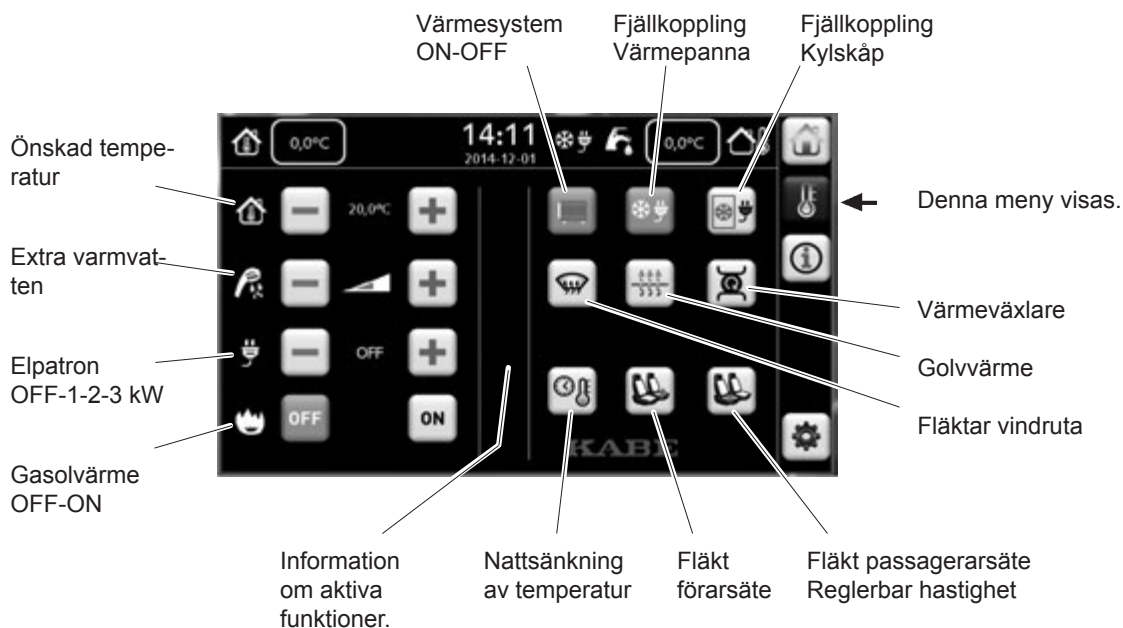 Värmesystem
ON-OFF
Fjällkoppling
Värmepanna
Fjällkoppling
Kylskåp
Önskad tempe-
ratur
Extra varmvat-
ten
Elpatron
OFF-1-2-3 kW
Gasolvärme
OFF-ON
0,0°C
14:11
2014-12-01
0,0°C
20,0°C
OFF
OFF
ON
KABE
Denna meny visas.
Värmeväxlare
Golvvärme
Fläktar vindruta
Information
om aktiva
funktioner.
Nattsänkning
av temperatur
Fläkt
förarsäte
Fläkt passagerarsäte
Reglerbar hastighet